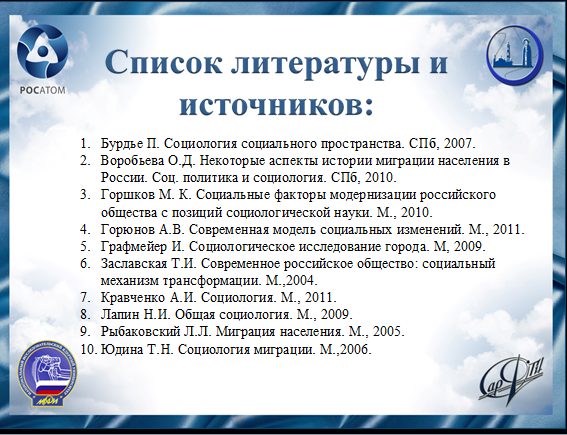 РОСАТОМ
Список литературы и
источников:
1. Бурдье П. Социология социального пространства. СПб, 2007.
2. Воробьева О.Д. Некоторые аспекты истории миграции населения в
России. Соц. политика и социология. СПб, 2010.
3. Горшков М. К. Социальные факторы модернизации российского
общества с позиций социологической науки. М., 2010.
4. Горюнов А.В. Современная модель социальных изменений. М., 2011.
5. Графмейер И. Социологическое исследование города. М, 2009.
6. Заславская Т.И. Современное российское общество: социальный
механизм трансформации. М.,2004.
7. Кравченко А.И. Социология. М., 2011.
8. Лапин Н.И. Общая социология. М., 2009.
9. Рыбаковский Л.Л. Миграция населения. М., 2005.
10. Юдина Т.Н. Социология миграции. М.,2006.
СарФТИ